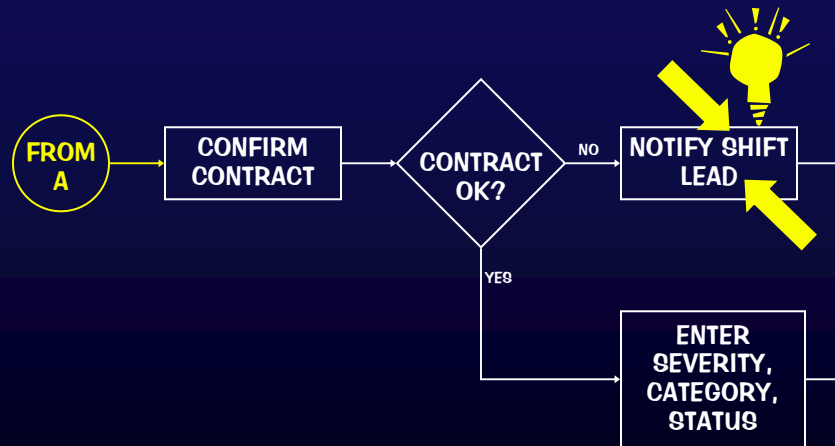 FROM
A
CONFIRM
CONTRACT
CONTRACT
OK?
NO
NOTIFY SHIFT
LEAD
YES
ENTER
SEVERITY,
CATEGORY,
STATUS